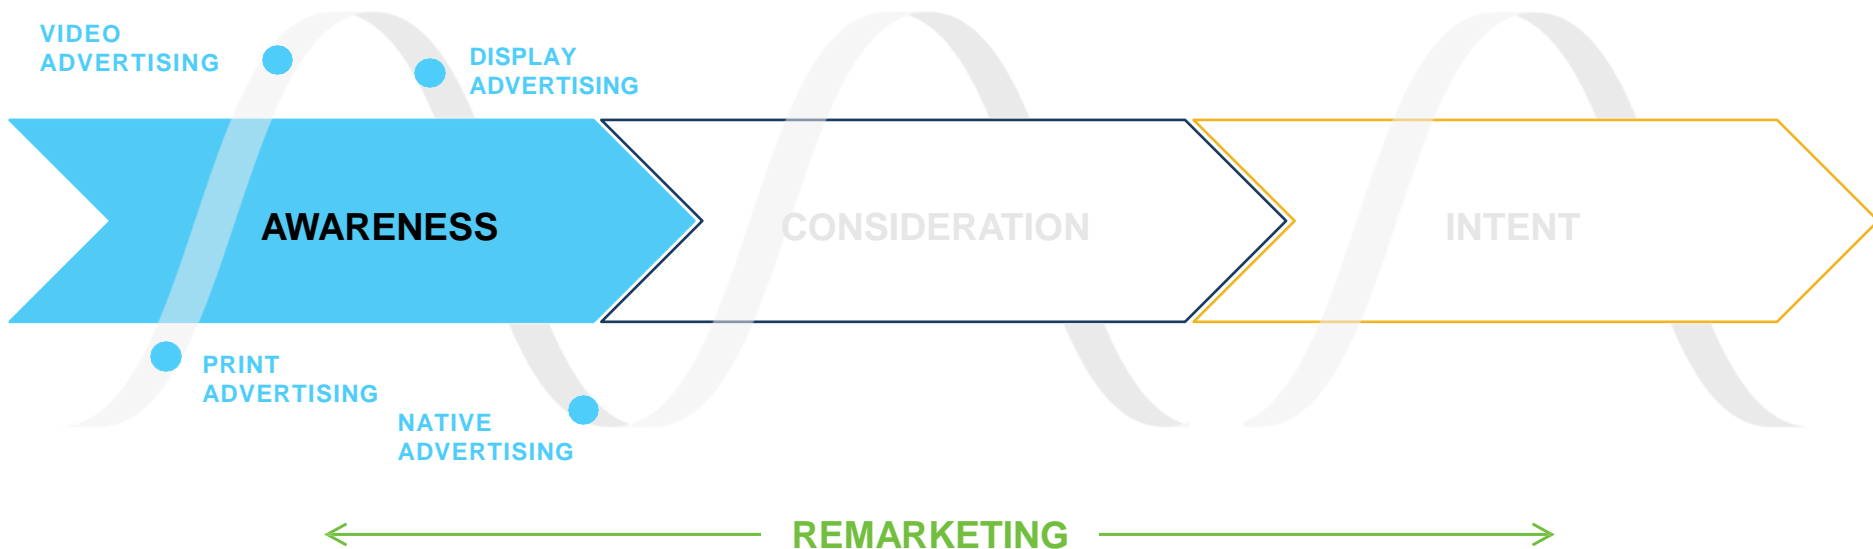 VIDEO
ADVERTISING
DISPLAY
ADVERTISING
AWARENESS
CONSIDERATION
INTENT
PRINT
ADVERTISING
NATIVE
ADVERTISING
REMARKETING